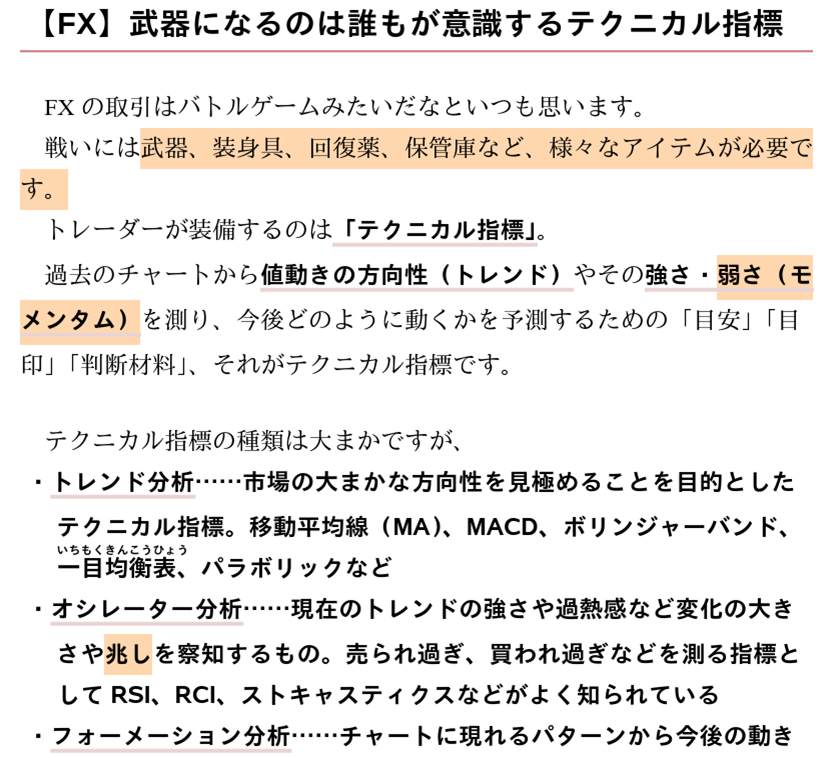 【FX】武器になるのは誰もが意識するテクニカル指標
FXの取引はバトルゲームみたいだなといつも思います。
戦いには武器、装身具、回復薬、保管庫など、様々なアイテムが必要で
す。
トレーダーが装備するのは「テクニカル指標」。
過去のチャートから値動きの方向性（トレンド）やその強さ・弱さ（モ
メンタム）を測り、今後どのように動くかを予測するための「目安」「目
印」「判断材料」、それがテクニカル指標です。
テクニカル指標の種類は大まかですが、
・トレンド分析……市場の大まかな方向性を見極めることを目的とした
テクニカル指標。移動平均線（MA）、MACD、ボリンジャーバンド、
いちもくきんこうひょう
一目均衡表、パラボリックなど
・オシレーター分析……現在のトレンドの強さや過熱感など変化の大き
さや兆しを察知するもの。売られ過ぎ、買われ過ぎなどを測る指標と
して RSI、RCI、ストキャスティクスなどがよく知られている
・フォーメーション分析……チャートに現れるパターンから今後の動き